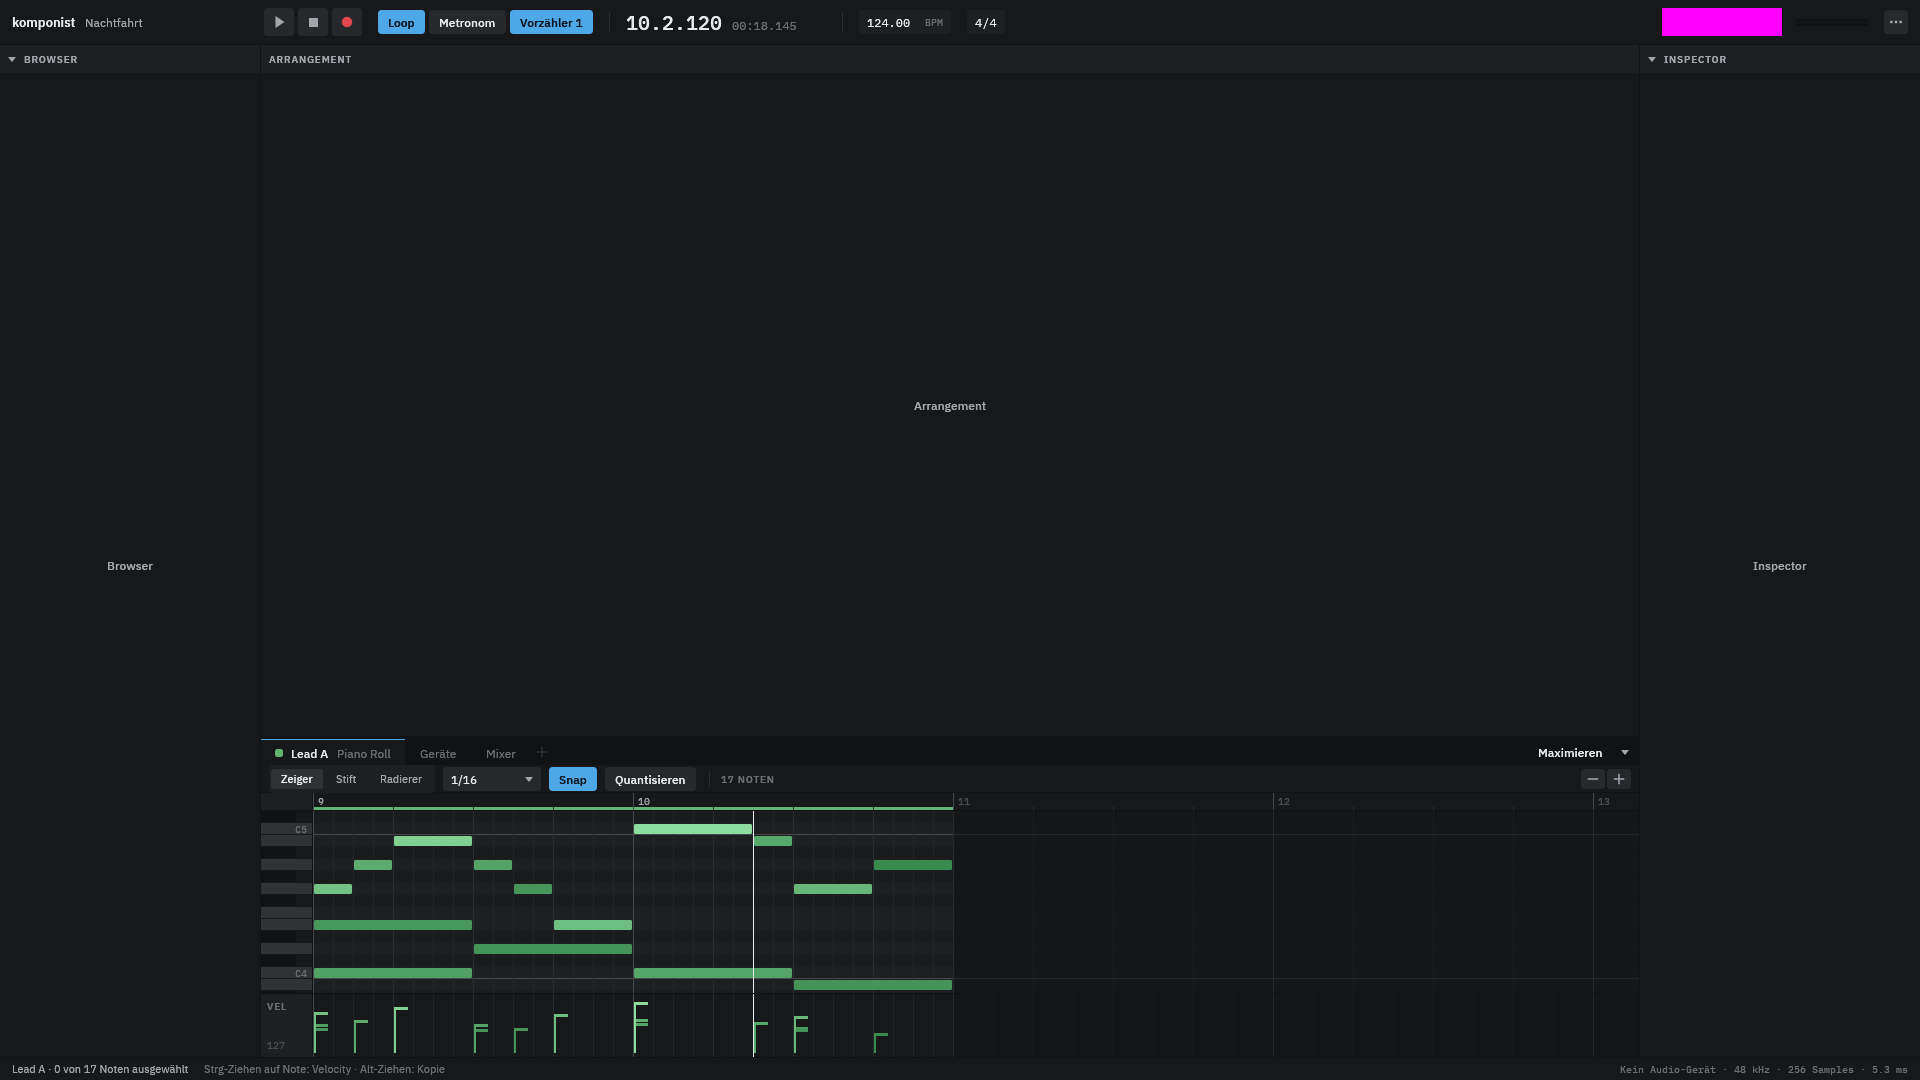 komponist Nachtfahrt Loop Metronom Vorzähler 1 10.2.120 00:18.145 124.00 BPM 4/4
BROWSER ARRANGEMENT INSPECTOR
Arrangement
Browser Inspector
Lead A Piano Roll Geräte Mixer + Maximieren
Zeiger Stift Radierer 1/16 Snap Quantisieren 17 NOTEN
9 10 11 12 13
C5
C4
VEL
127
Lead A · 0 von 17 Noten ausgewählt Strg-Ziehen auf Note: Velocity · Alt-Ziehen: Kopie Kein Audio-Gerät · 48 kHz · 256 Samples · 5.3 ms